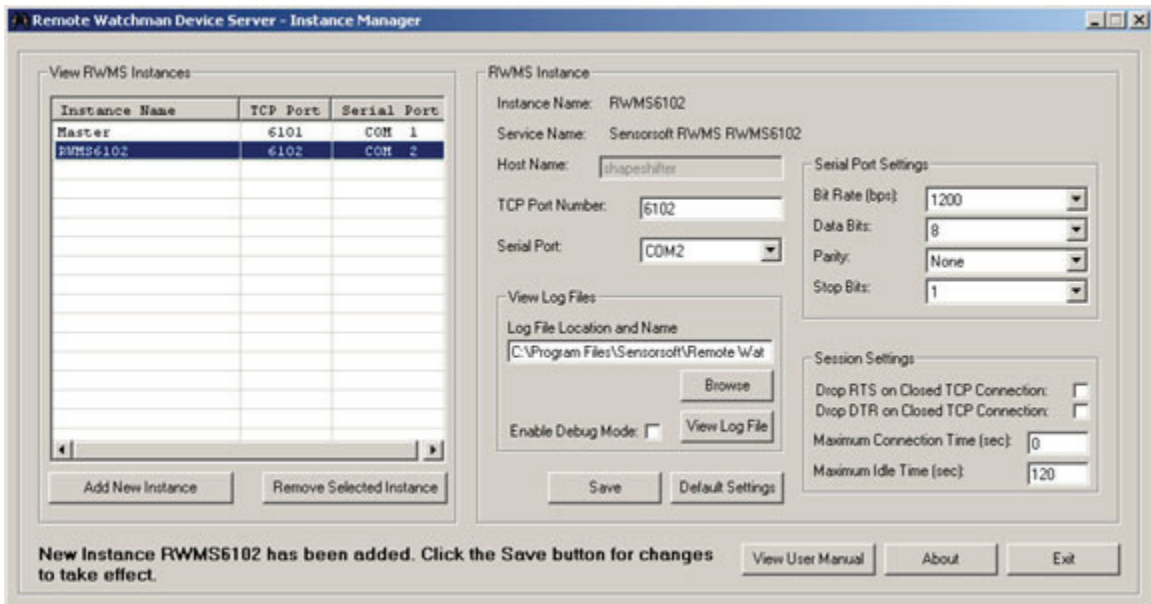 Remote Watchman Device Server - Instance Manager
View RWMS Instances
Instance Name TCP Port Serial Port
Master 6101 COM 1
RWMS6102 6102 COM 2
Add New Instance Remove Selected Instance
RWMS Instance
Instance Name: RWMS6102
Service Name: Sensorsoft RWMS RWMS6102
Host Name: shapeshifter
TCP Port Number: 6102
Serial Port: COM2
View Log Files
Log File Location and Name
C:\Program Files\Sensorsoft\Remote Wat
Browse
Enable Debug Mode: View Log File
Save Default Settings
Serial Port Settings
Bit Rate (bps): 1200
Data Bits: 8
Parity: None
Stop Bits: 1
Session Settings
Drop RTS on Closed TCP Connection:
Drop DTR on Closed TCP Connection:
Maximum Connection Time (sec): 0
Maximum Idle Time (sec): 120
New Instance RWMS6102 has been added. Click the Save button for changes
to take effect.
View User Manual About Exit